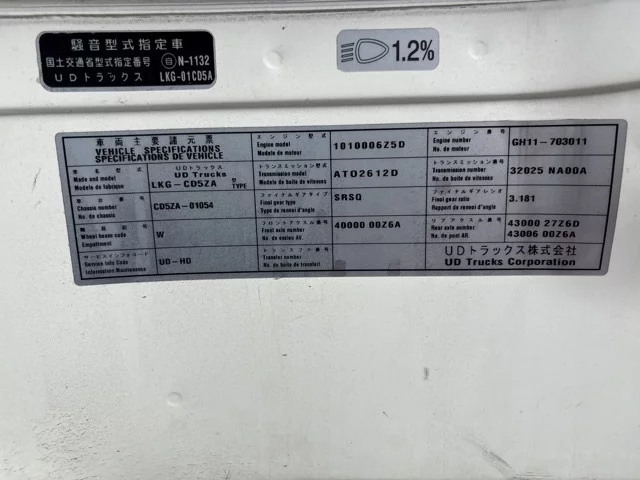 騒音型式指定車
国土交通省型式指定番号 自 N-1132
UDトラックス LKG-01CD5A
1.2%
車両主要諸元表
VEHICLE SPECIFICATIONS
SPECIFICATIONS DE VEHICLE
車名型式
Made and model
Modele de fabrique
UDトラックス
UD Trucks
LKG-CD5ZA
型
TYPE
車台番号
Chassis number
No. de chassis
CD5ZA-01054
Wheel beam code
Empattement
W
サービスインフォコード
Service Info Code
Information Maintenance
UD-HD
エンジン型式
Engine model
Modele de moteur
1010006Z5D
トランスミッション型式
Transmission model
Modele de boite de vitesses
ATO2612D
ファイナルギアタイプ
Final gear type
Type de renvoi d'angle
SRSQ
フロントアクスル番号
Front axle number
No. de essieu AV.
40000 00Z6A
トランスファー番号
Transfer number
No. de boite de transfert
エンジン番号
Engine number
No. de moteur
GH11-703011
トランスミッション番号
Transmission number
No. de boite de vitesses
32025 NA00A
ファイナルギアレシオ
Final gear ratio
Rapport de renvoi d'angle
3.181
リアアクスル番号
Rear axle number
No. de post AR.
43000 27Z6D
43006 00Z6A
UDトラックス株式会社
UD Trucks Corporation